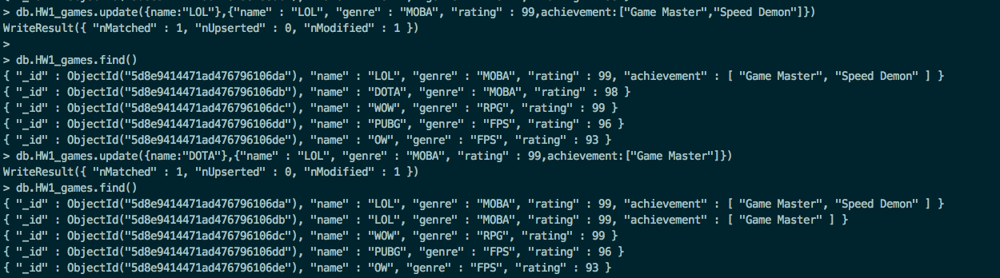 > db.HW1_games.update({name:"LOL"},{"name" : "LOL", "genre" : "MOBA", "rating" : 99,achievement:["Game Master","Speed Demon"]})
WriteResult({ "nMatched" : 1, "nUpserted" : 0, "nModified" : 1 })
>
> db.HW1_games.find()
{ "_id" : ObjectId("5d8e9414471ad476796106da"), "name" : "LOL", "genre" : "MOBA", "rating" : 99, "achievement" : [ "Game Master", "Speed Demon" ] }
{ "_id" : ObjectId("5d8e9414471ad476796106db"), "name" : "DOTA", "genre" : "MOBA", "rating" : 98 }
{ "_id" : ObjectId("5d8e9414471ad476796106dc"), "name" : "WOW", "genre" : "RPG", "rating" : 99 }
{ "_id" : ObjectId("5d8e9414471ad476796106dd"), "name" : "PUBG", "genre" : "FPS", "rating" : 96 }
{ "_id" : ObjectId("5d8e9414471ad476796106de"), "name" : "OW", "genre" : "FPS", "rating" : 93 }
> db.HW1_games.update({name:"DOTA"},{"name" : "LOL", "genre" : "MOBA", "rating" : 99,achievement:["Game Master"]})
WriteResult({ "nMatched" : 1, "nUpserted" : 0, "nModified" : 1 })
> db.HW1_games.find()
{ "_id" : ObjectId("5d8e9414471ad476796106da"), "name" : "LOL", "genre" : "MOBA", "rating" : 99, "achievement" : [ "Game Master", "Speed Demon" ] }
{ "_id" : ObjectId("5d8e9414471ad476796106db"), "name" : "LOL", "genre" : "MOBA", "rating" : 99, "achievement" : [ "Game Master" ] }
{ "_id" : ObjectId("5d8e9414471ad476796106dc"), "name" : "WOW", "genre" : "RPG", "rating" : 99 }
{ "_id" : ObjectId("5d8e9414471ad476796106dd"), "name" : "PUBG", "genre" : "FPS", "rating" : 96 }
{ "_id" : ObjectId("5d8e9414471ad476796106de"), "name" : "OW", "genre" : "FPS", "rating" : 93 }